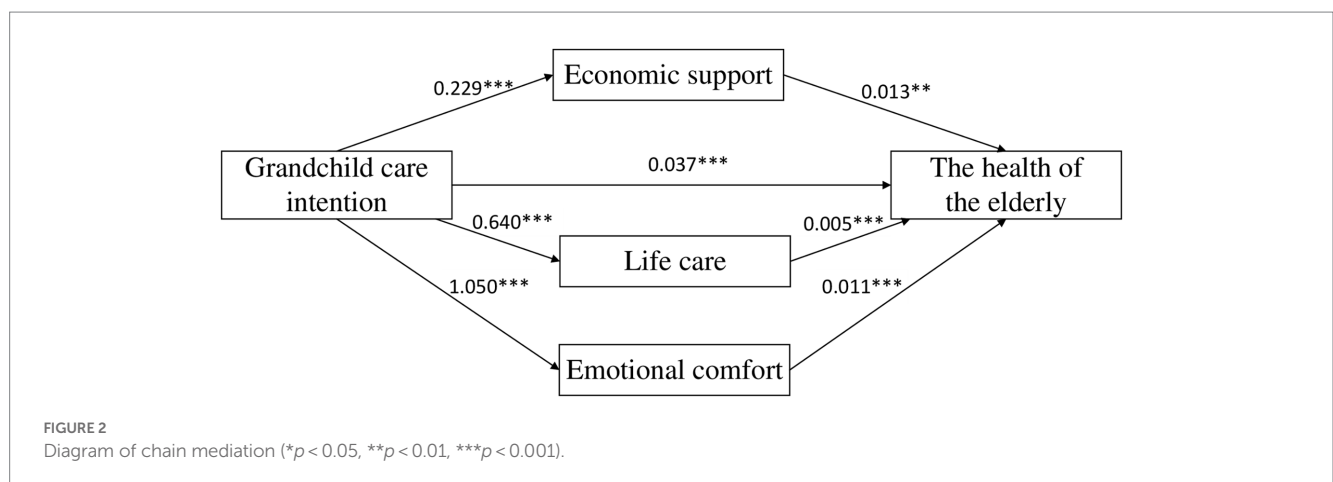 Economic support
0.229***
0.013**
Grandchild care
intention
0.037***
The health of
the elderly
0.640***
0.005***
Life care
1.050***
0.011***
Emotional comfort
FIGURE 2
Diagram of chain mediation (*p < 0.05, **p < 0.01, ***p < 0.001).